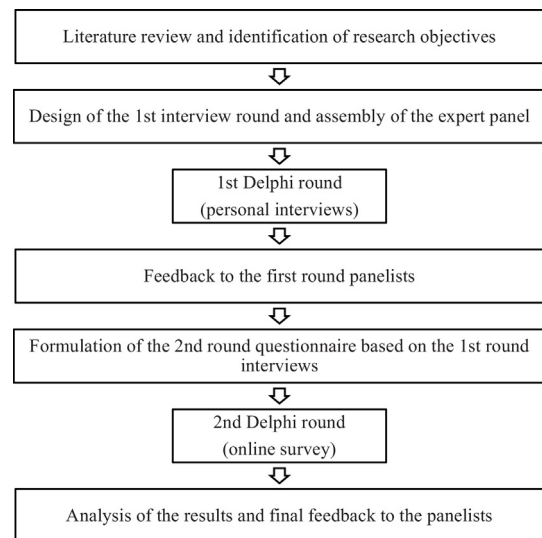 Literature review and identification of research objectives
Design of the 1st interview round and assembly of the expert panel
1st Delphi round
(personal interviews)
Feedback to the first round panelists
Formulation of the 2nd round questionnaire based on the 1st round
interviews
2nd Delphi round
(online survey)
Analysis of the results and final feedback to the panelists